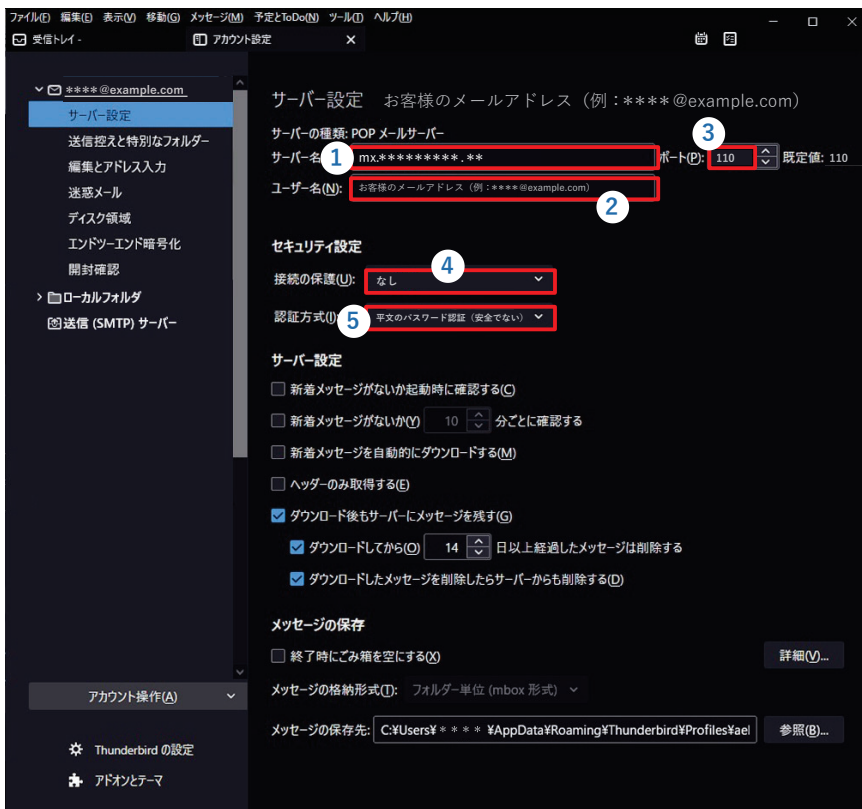 ファイル(F) 編集(E) 表示(V) 移動(G) メッセージ(M) 予定とToDo(N) ツール(T) ヘルプ(H)
受信トレイ -
アカウント設定
****@example.com
サーバー設定
送信控えと特別なフォルダー
編集とアドレス入力
迷惑メール
ディスク領域
エンドツーエンド暗号化
開封確認
ローカルフォルダ
送信 (SMTP) サーバー
アカウント操作(A)
Thunderbird の設定
アドオンとテーマ
サーバー設定 お客様のメールアドレス（例：****@example.com）
サーバーの種類: POP メールサーバー
サーバー名 1 mx.*********.** ポート(P): 3 110 既定値: 110
ユーザー名(N): お客様のメールアドレス（例：****@example.com） 2
セキュリティ設定
接続の保護(U): なし 4
認証方式(I): 5 平文のパスワード認証（安全でない）
サーバー設定
新着メッセージがないか起動時に確認する(C)
新着メッセージがないか(Y) 10 分ごとに確認する
新着メッセージを自動的にダウンロードする(M)
ヘッダーのみ取得する(E)
ダウンロード後もサーバーにメッセージを残す(G)
ダウンロードしてから(O) 14 日以上経過したメッセージは削除する
ダウンロードしたメッセージを削除したらサーバーからも削除する(D)
メッセージの保存
終了時にごみ箱を空にする(X) 詳細(V)...
メッセージの格納形式(T): フォルダー単位 (mbox 形式)
メッセージの保存先: C:¥Users¥＊＊＊＊ ¥AppData¥Roaming¥Thunderbird¥Profiles¥ael 参照(B)...